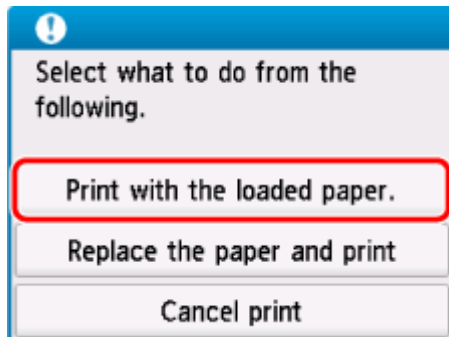 Select what to do from the
following.
Print with the loaded paper.
Replace the paper and print
Cancel print